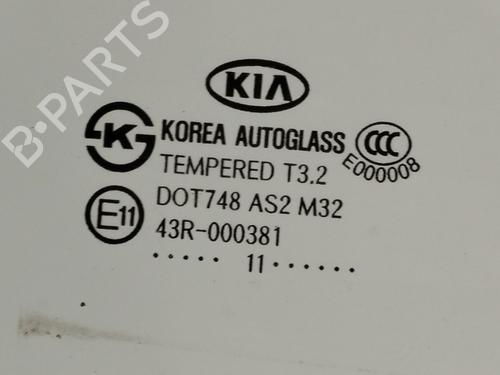 B-PARTS
KIA
K S KOREA AUTOGLASS CCC
E000008
TEMPERED T3.2
DOT748 AS2 M32
E11 43R-000381
····· 11 ······